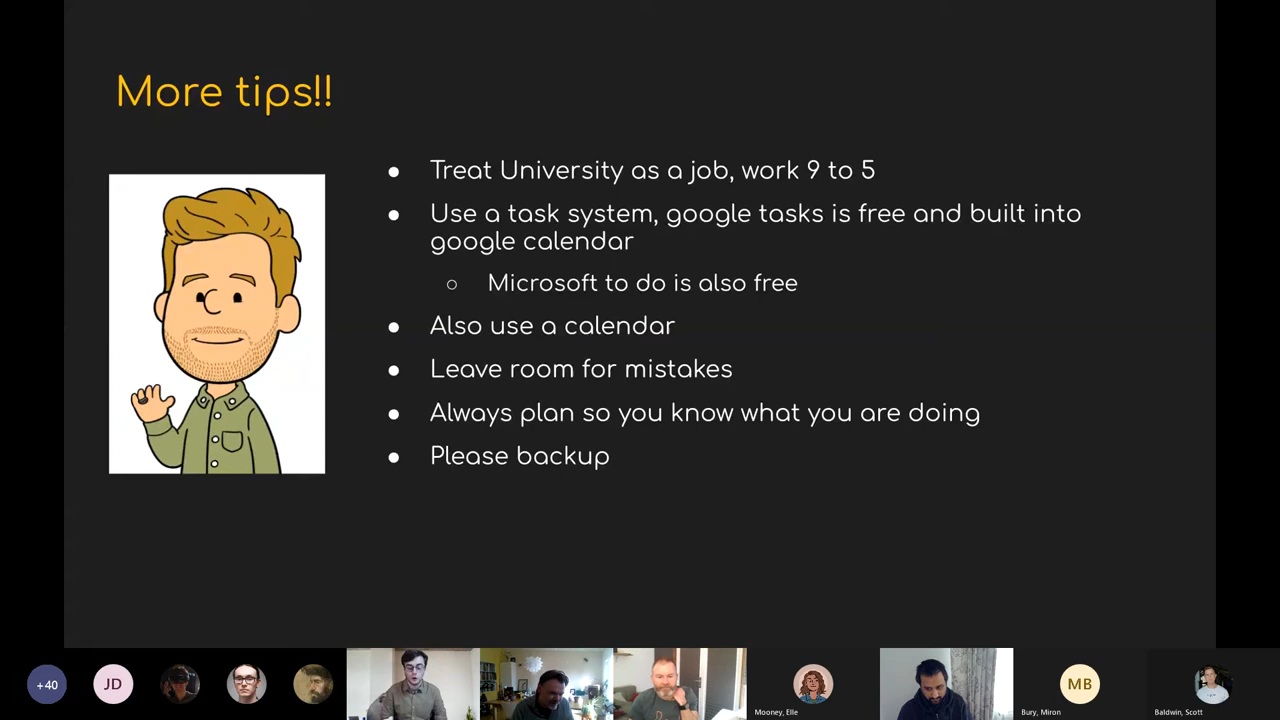 More tips!!
Treat University as a job, work 9 to 5
Use a task system, google tasks is free and built into
google calendar
Microsoft to do is also free
Also use a calendar
Leave room for mistakes
Always plan so you know what you are doing
Please backup
+40
JD
Mooney, Elle
MB
Bury, Miron
Baldwin, Scott